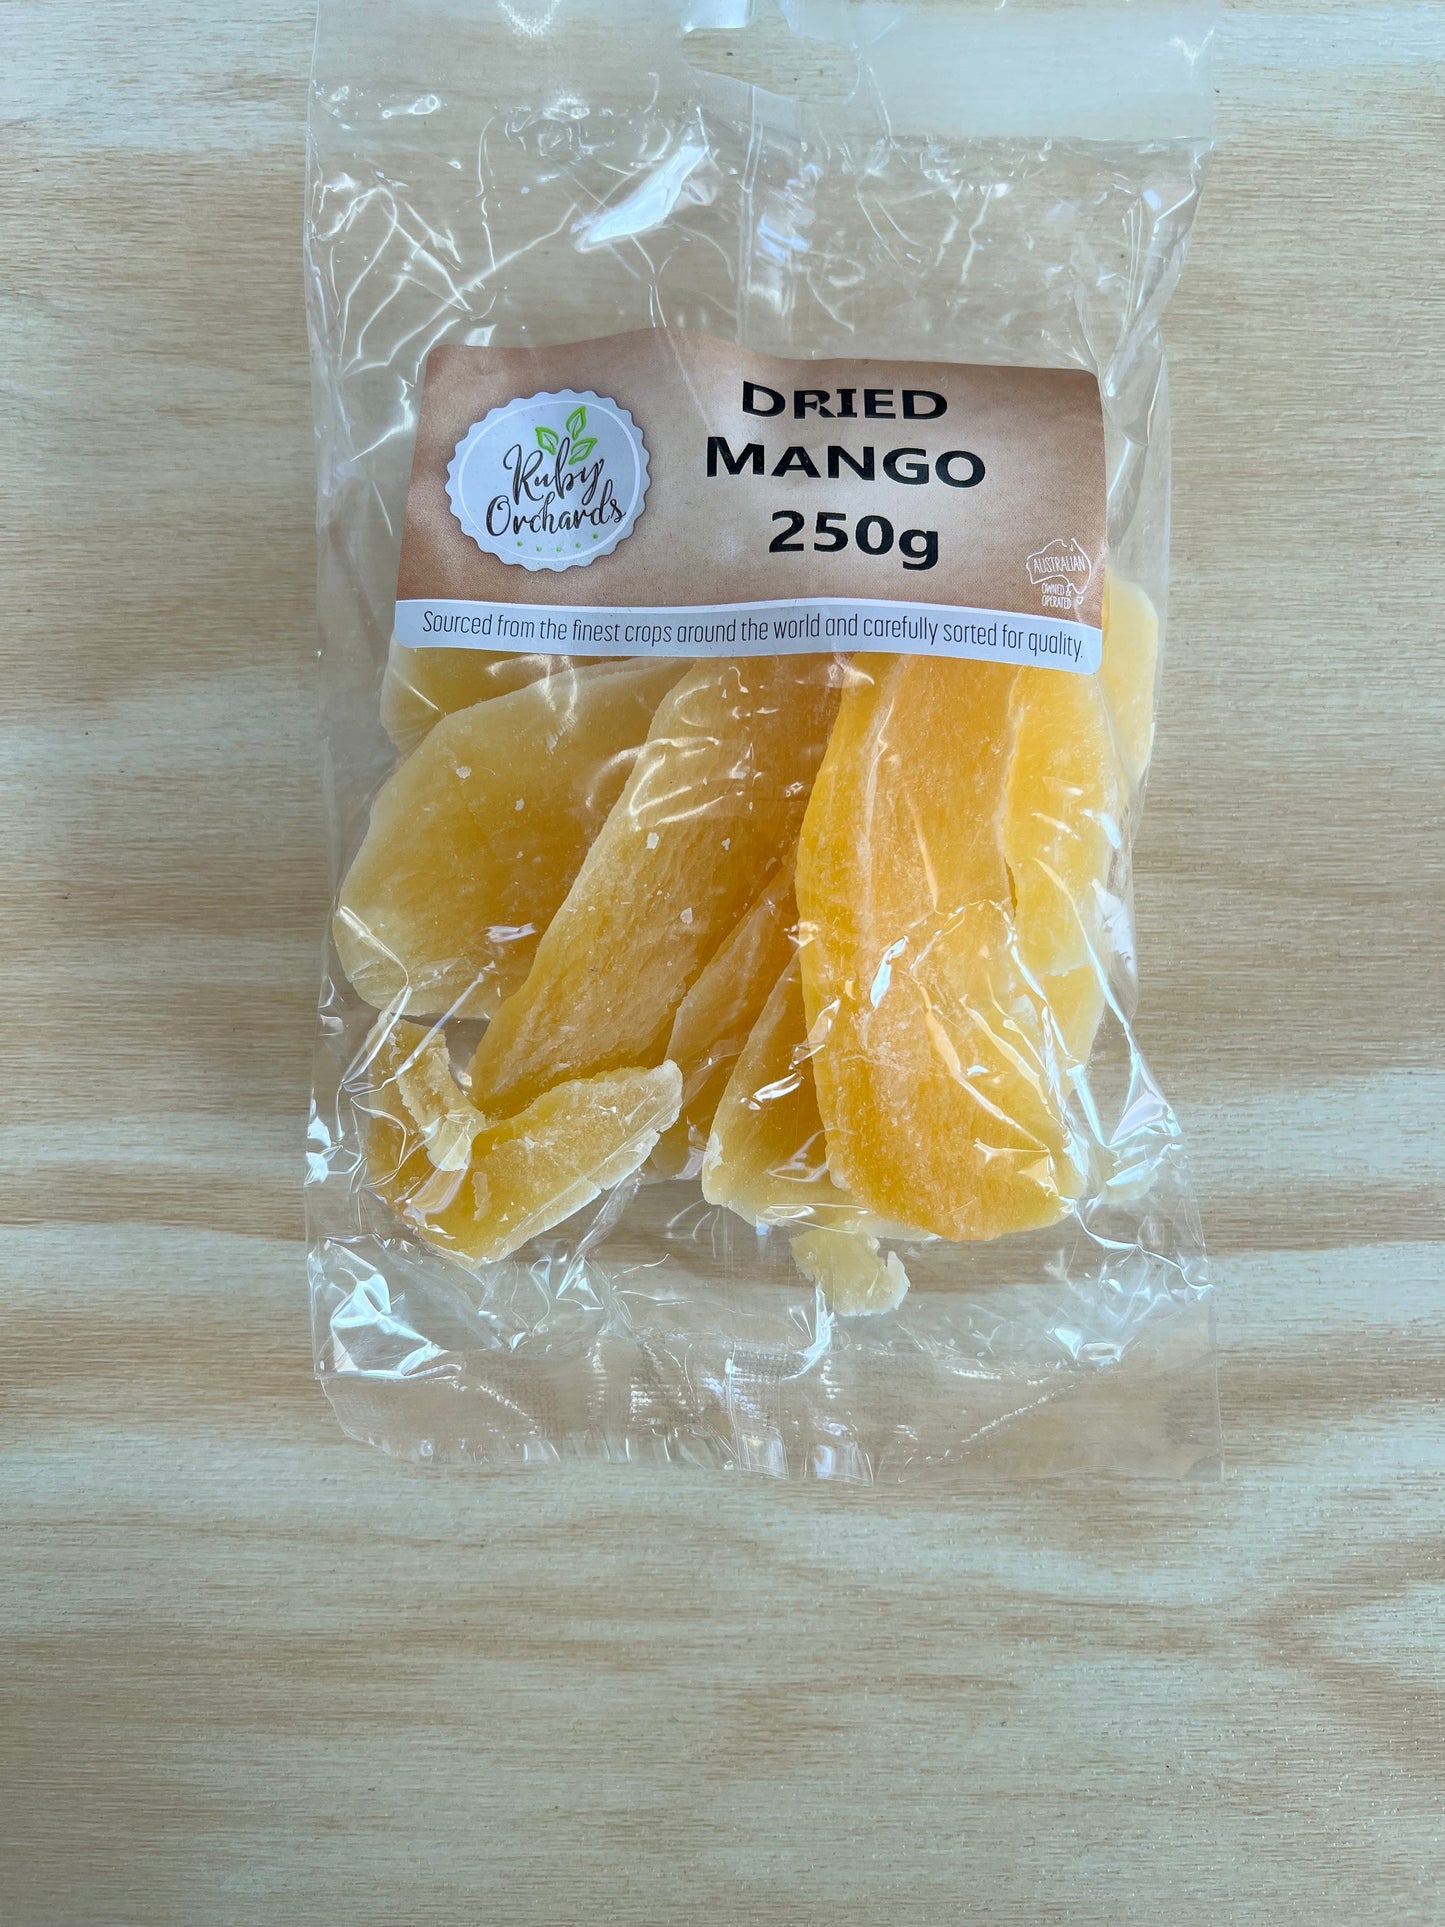 Ruby
Orchards
DRIED
MANGO
250g
AUSTRALIAN
OWNED &
OPERATED
Sourced from the finest crops around the world and carefully sorted for quality.